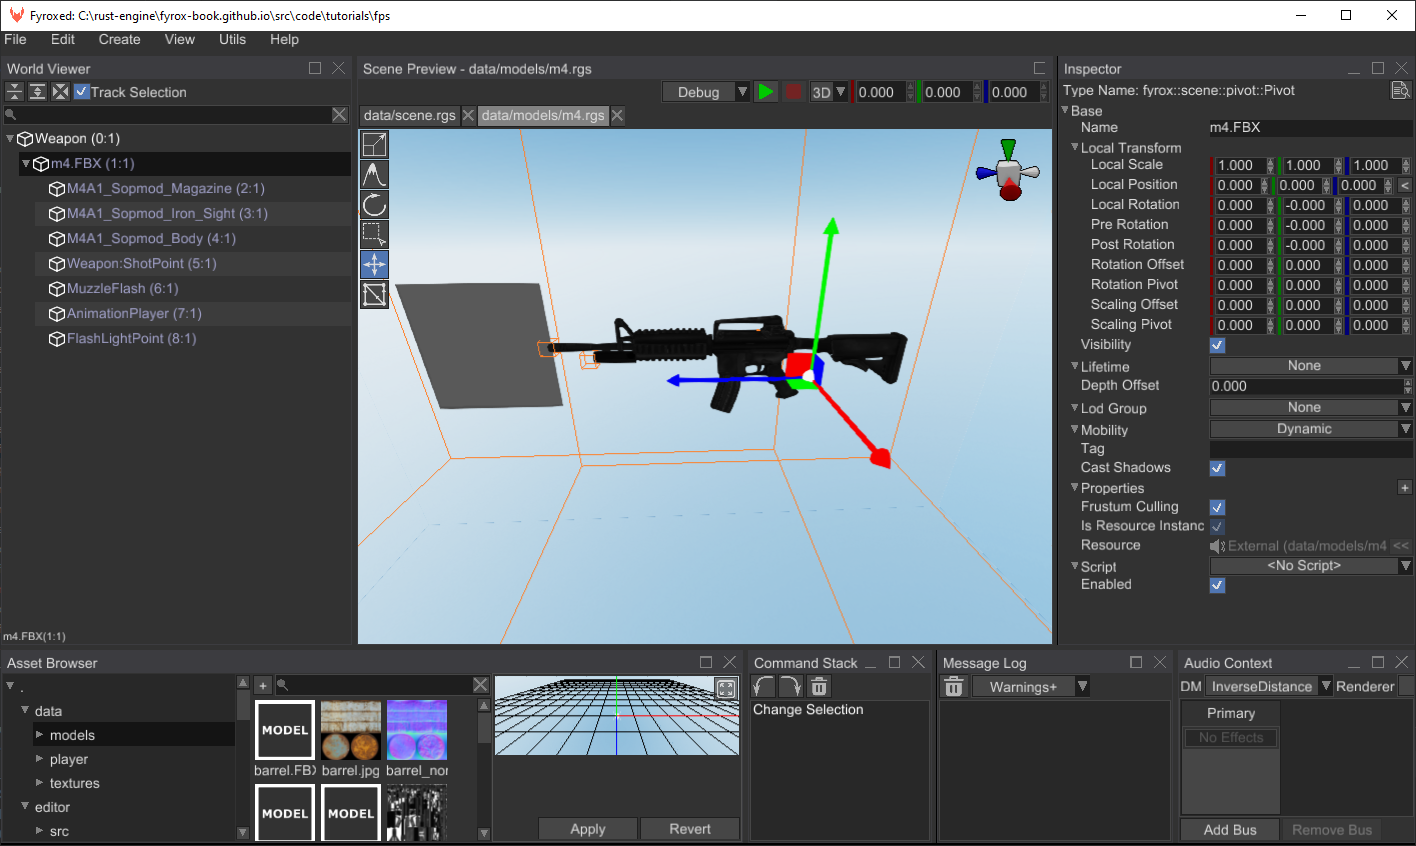 Fyroxed: C:\rust-engine\fyrox-book.github.io\src\code\tutorials\fps
File Edit Create View Utils Help
World Viewer
Track Selection
Weapon (0:1)
m4.FBX (1:1)
M4A1_Sopmod_Magazine (2:1)
M4A1_Sopmod_Iron_Sight (3:1)
M4A1_Sopmod_Body (4:1)
Weapon:ShotPoint (5:1)
MuzzleFlash (6:1)
AnimationPlayer (7:1)
FlashLightPoint (8:1)
m4.FBX(1:1)
Scene Preview - data/models/m4.rgs
Debug 3D 0.000 0.000 0.000
data/scene.rgs data/models/m4.rgs
Inspector
Type Name: fyrox::scene::pivot::Pivot
Base
Name m4.FBX
Local Transform
Local Scale 1.000 1.000 1.000
Local Position 0.000 0.000 0.000 <
Local Rotation 0.000 -0.000 0.000
Pre Rotation 0.000 -0.000 0.000
Post Rotation 0.000 -0.000 0.000
Rotation Offset 0.000 0.000 0.000
Rotation Pivot 0.000 0.000 0.000
Scaling Offset 0.000 0.000 0.000
Scaling Pivot 0.000 0.000 0.000
Visibility
Lifetime None
Depth Offset 0.000
Lod Group None
Mobility Dynamic
Tag
Cast Shadows
Properties +
Frustum Culling
Is Resource Instanc
Resource External (data/models/m4 <<
Script <No Script>
Enabled
Asset Browser
.
data
models
player
textures
editor
src
+
MODEL
barrel.FBX barrel.jpg barrel_nor
MODEL MODEL
Apply Revert
Command Stack
Change Selection
Message Log
Warnings+
Audio Context
DM InverseDistance Renderer
Primary
No Effects
Add Bus Remove Bus